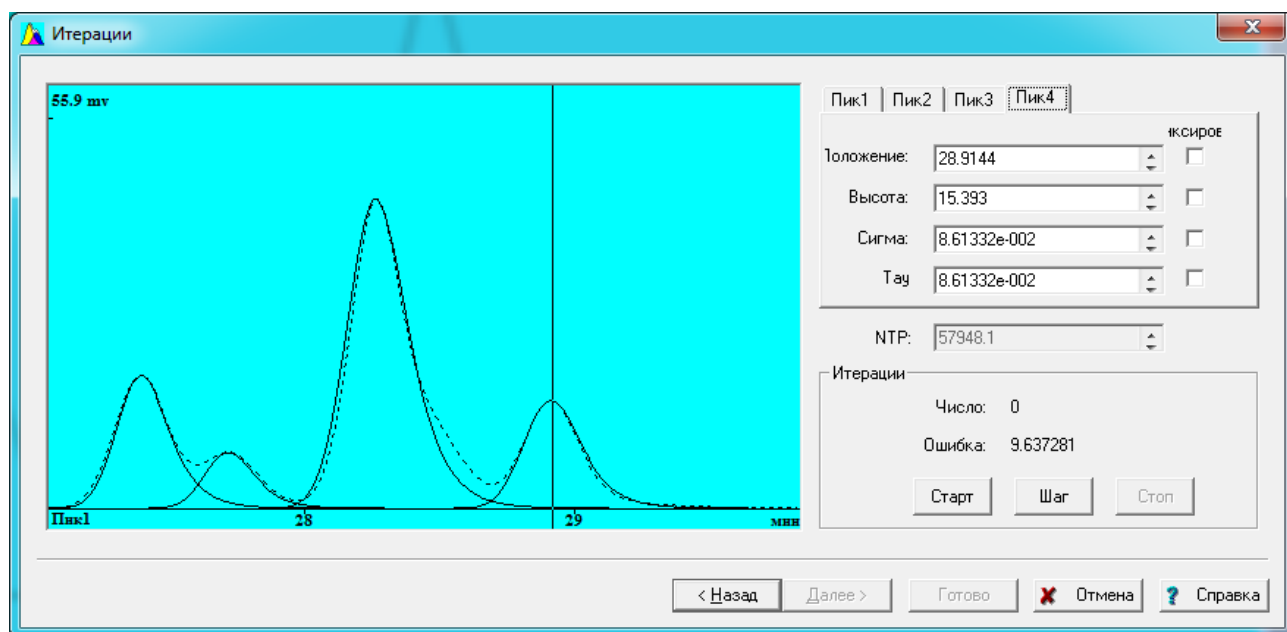 Итерации
55.9 mv
Пик1
28
29
мин
Пик1 Пик2 Пик3 Пик4
ксиров
Положение: 28.9144
Высота: 15.393
Сигма: 8.61332e-002
Тау 8.61332e-002
NTP: 57948.1
Итерации
Число: 0
Ошибка: 9.637281
Старт Шаг Стоп
< Назад Далее > Готово Отмена ? Справка